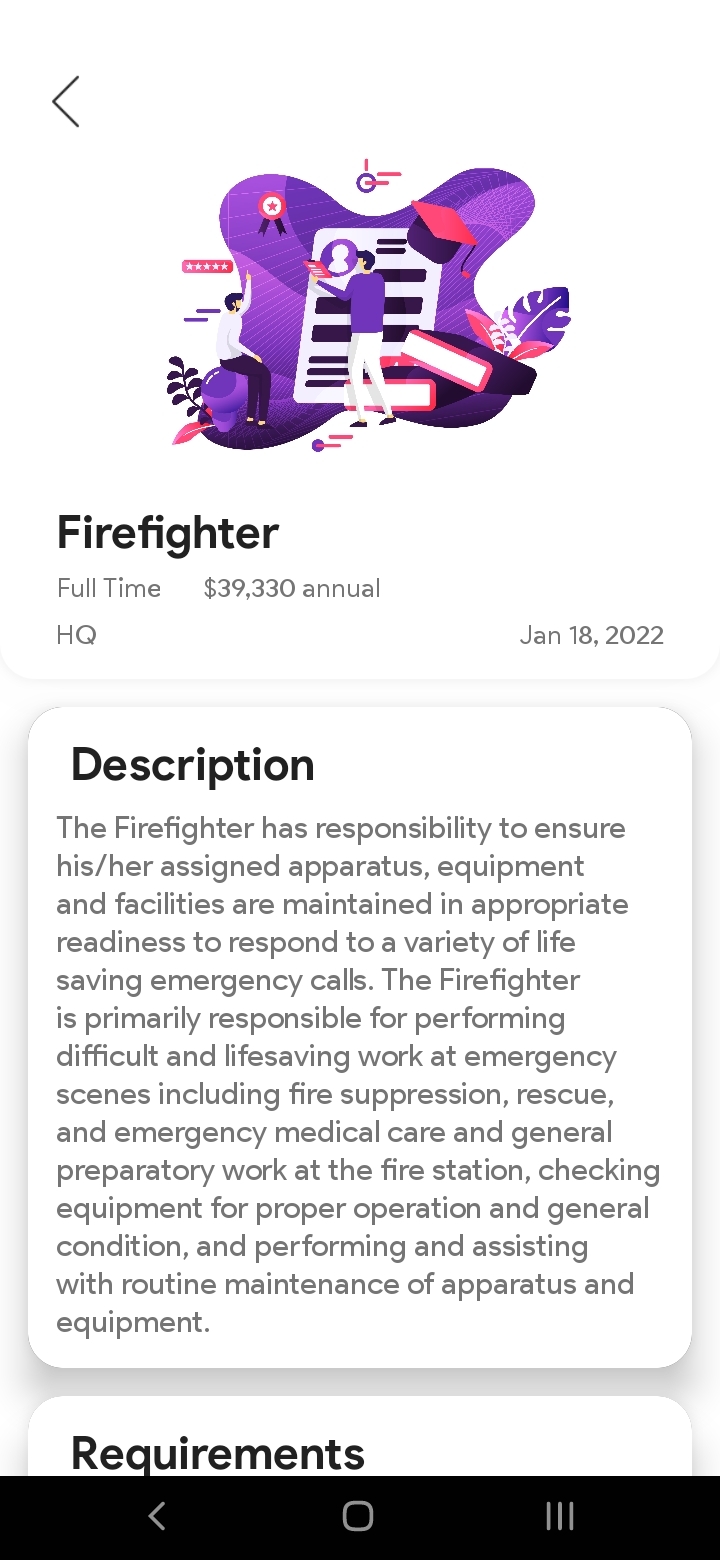 Firefighter
Full Time $39,330 annual
HQ Jan 18, 2022
Description
The Firefighter has responsibility to ensure
his/her assigned apparatus, equipment
and facilities are maintained in appropriate
readiness to respond to a variety of life
saving emergency calls. The Firefighter
is primarily responsible for performing
difficult and lifesaving work at emergency
scenes including fire suppression, rescue,
and emergency medical care and general
preparatory work at the fire station, checking
equipment for proper operation and general
condition, and performing and assisting
with routine maintenance of apparatus and
equipment.
Requirements